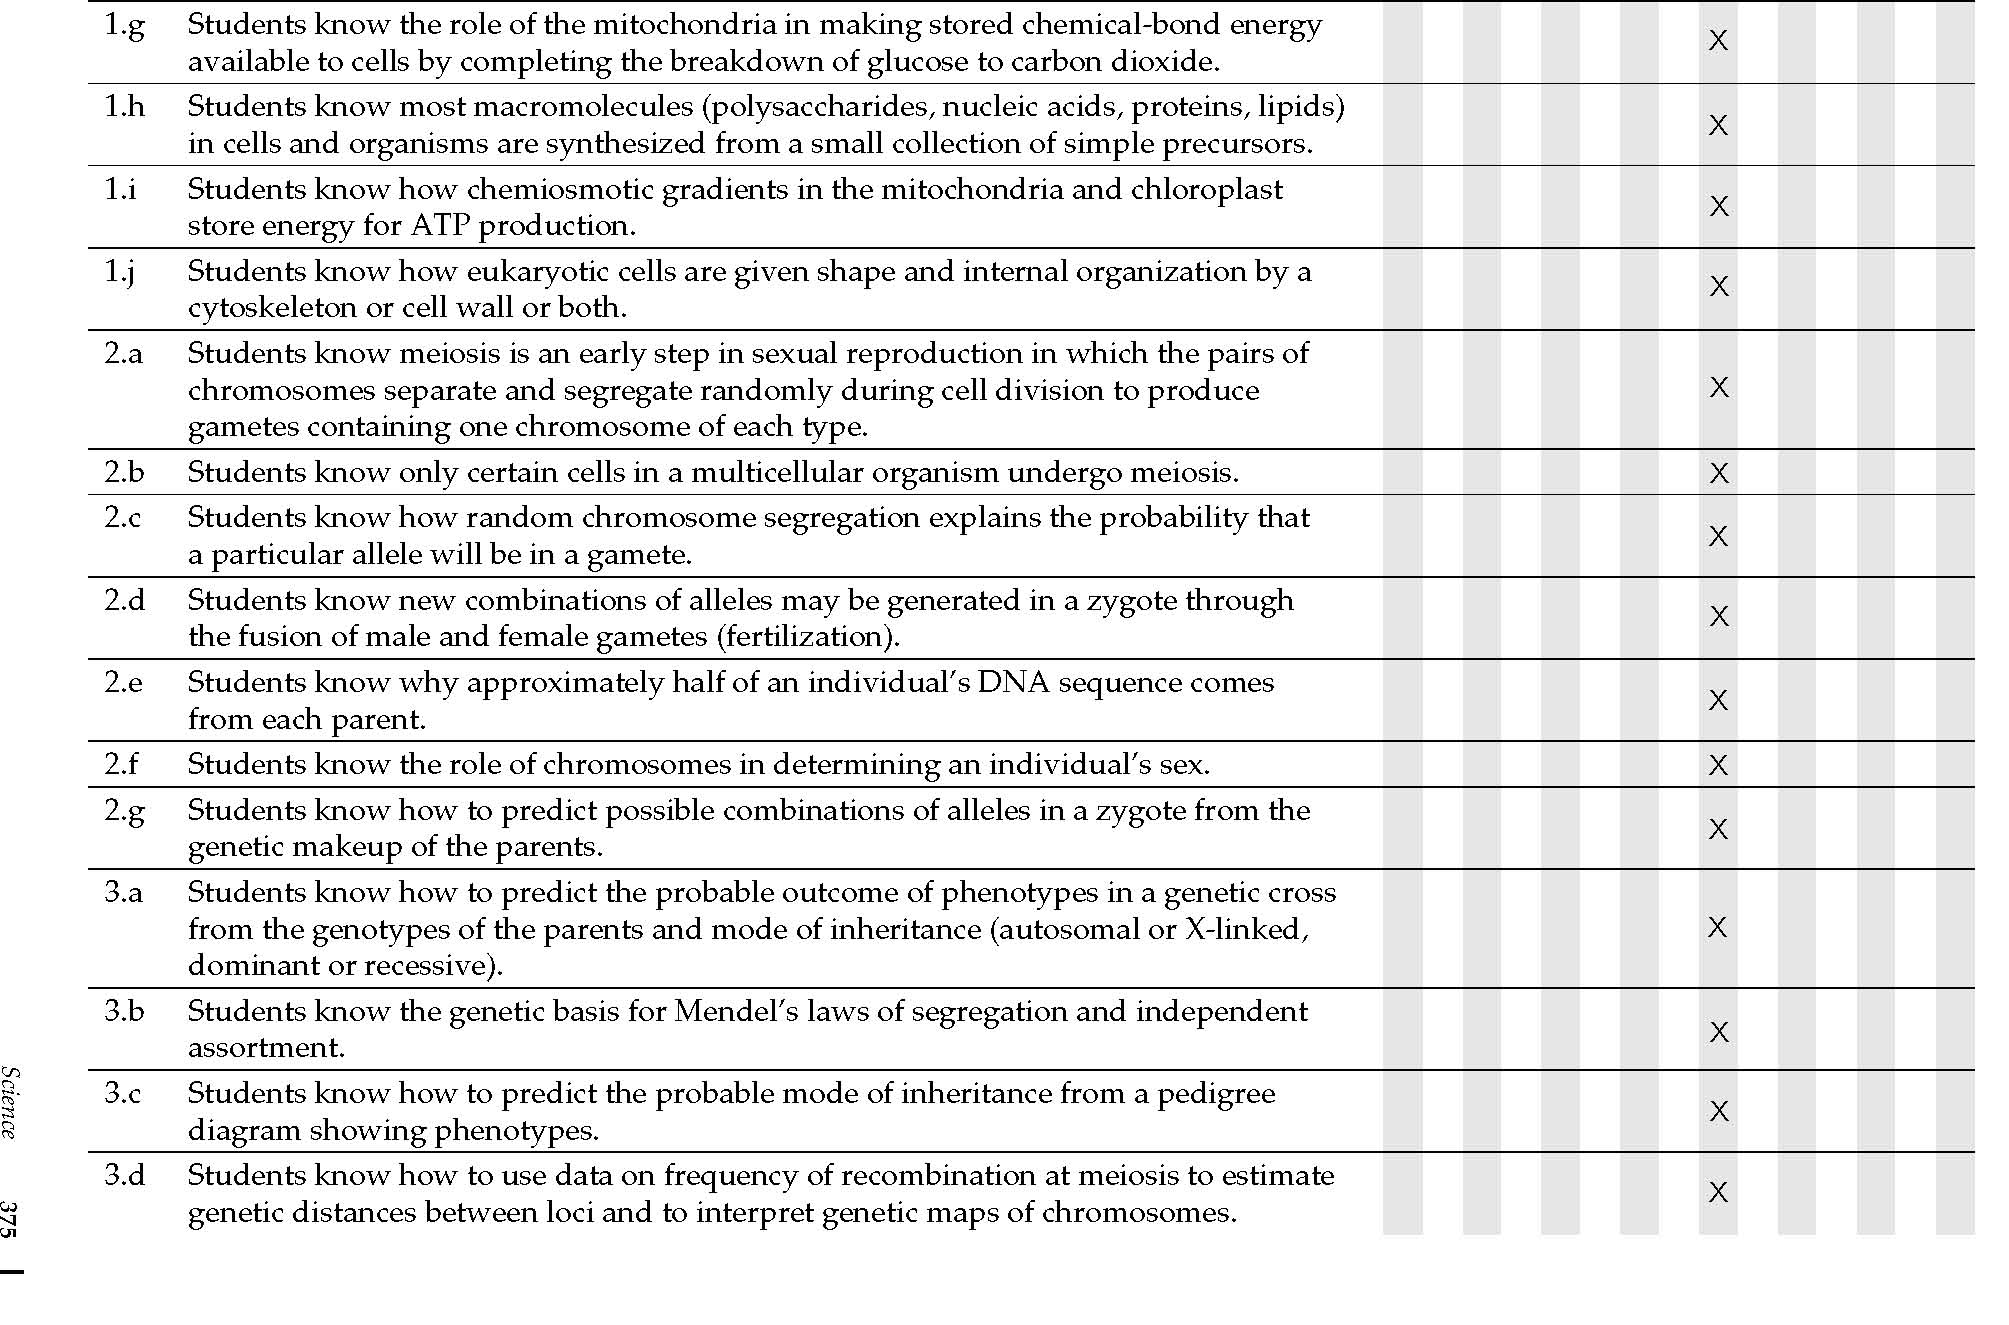 1.g Students know the role of the mitochondria in making stored chemical-bond energy X
available to cells by completing the breakdown of glucose to carbon dioxide.
1.h Students know most macromolecules (polysaccharides, nucleic acids, proteins, lipids) X
in cells and organisms are synthesized from a small collection of simple precursors.
1.i Students know how chemiosmotic gradients in the mitochondria and chloroplast X
store energy for ATP production.
1.j Students know how eukaryotic cells are given shape and internal organization by a X
cytoskeleton or cell wall or both.
2.a Students know meiosis is an early step in sexual reproduction in which the pairs of
chromosomes separate and segregate randomly during cell division to produce X
gametes containing one chromosome of each type.
2.b Students know only certain cells in a multicellular organism undergo meiosis. X
2.c Students know how random chromosome segregation explains the probability that X
a particular allele will be in a gamete.
2.d Students know new combinations of alleles may be generated in a zygote through X
the fusion of male and female gametes (fertilization).
2.e Students know why approximately half of an individual's DNA sequence comes X
from each parent.
2.f Students know the role of chromosomes in determining an individual's sex. X
2.g Students know how to predict possible combinations of alleles in a zygote from the X
genetic makeup of the parents.
3.a Students know how to predict the probable outcome of phenotypes in a genetic cross
from the genotypes of the parents and mode of inheritance (autosomal or X-linked, X
dominant or recessive).
3.b Students know the genetic basis for Mendel's laws of segregation and independent X
assortment.
3.c Students know how to predict the probable mode of inheritance from a pedigree X
diagram showing phenotypes.
3.d Students know how to use data on frequency of recombination at meiosis to estimate X
genetic distances between loci and to interpret genetic maps of chromosomes.
Science 375